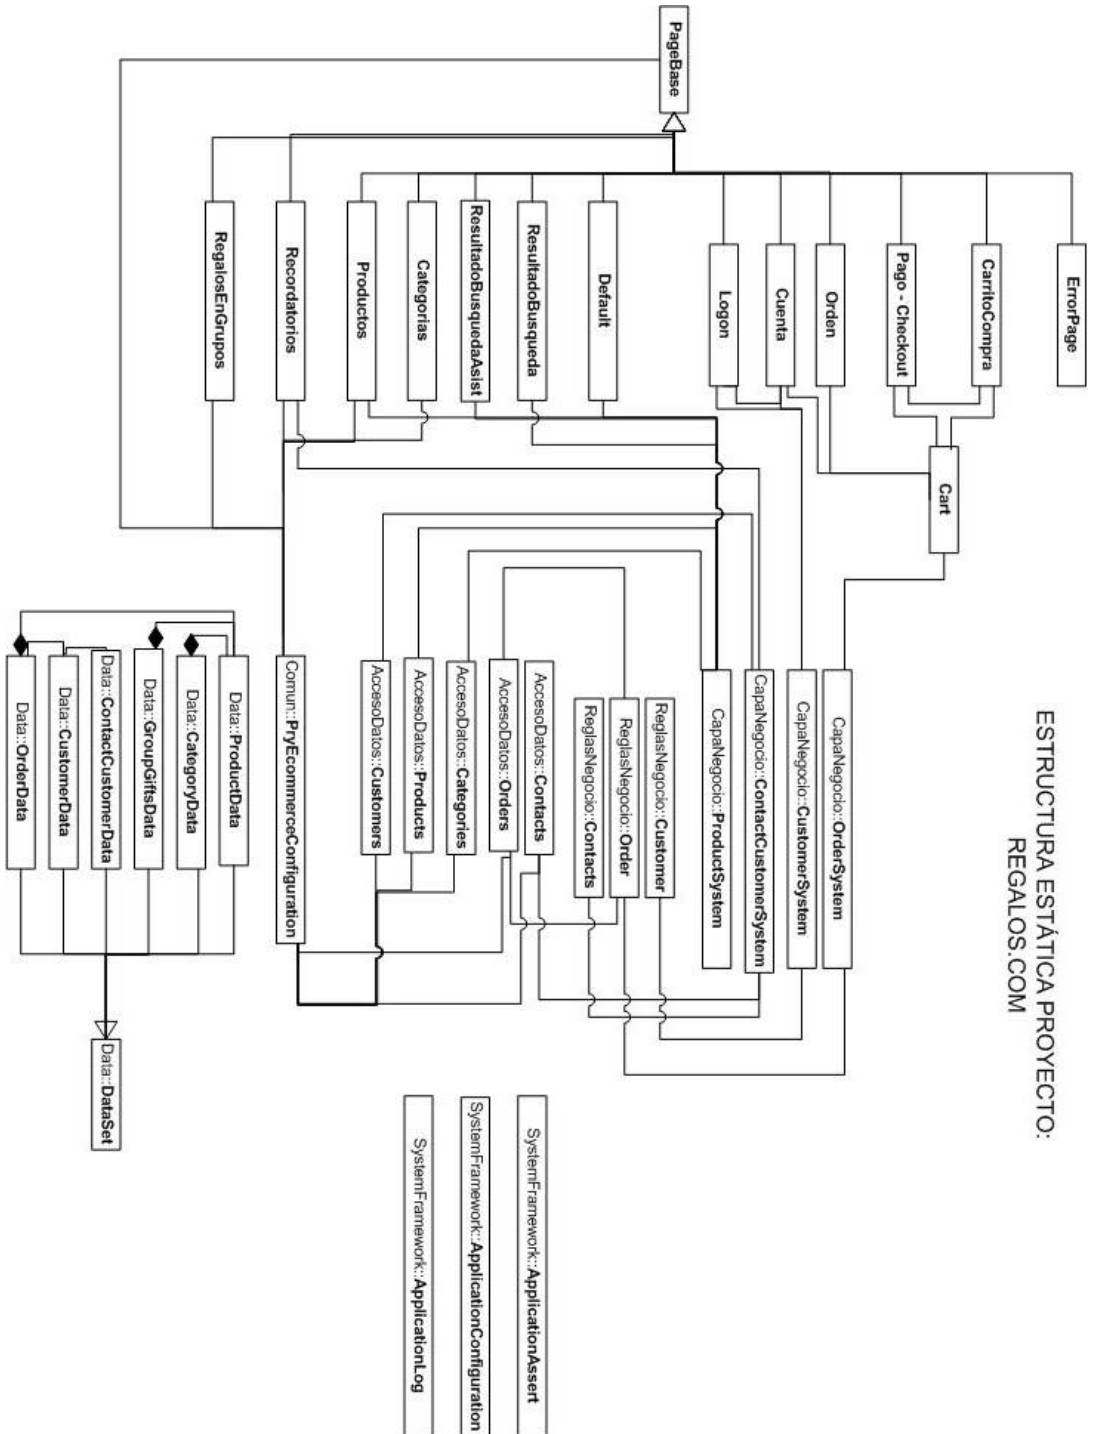 ESTRUCTURA ESTÁTICA PROYECTO:
REGALOS.COM
PageBase
ErrorPage
CarritoCompra
Pago - Checkout
Orden
Cuenta
Logon
Default
ResultadoBusqueda
ResultadoBusquedaAsist
Categorias
Productos
Recordatorios
RegalosEnGrupos
Cart
CapaNegocio::OrderSystem
CapaNegocio::CustomerSystem
CapaNegocio::ContactCustomerSystem
CapaNegocio::ProductSystem
ReglasNegocio::Customer
ReglasNegocio::Order
ReglasNegocio::Contacts
AccesoDatos::Contacts
AccesoDatos::Orders
AccesoDatos::Categories
AccesoDatos::Products
AccesoDatos::Customers
Comun::PryEcommerceConfiguration
Data::ProductData
Data::CategoryData
Data::GroupGiftsData
Data::ContactCustomerData
Data::CustomerData
Data::OrderData
Data::DataSet
SystemFramework::ApplicationAssert
SystemFramework::ApplicationConfiguration
SystemFramework::ApplicationLog